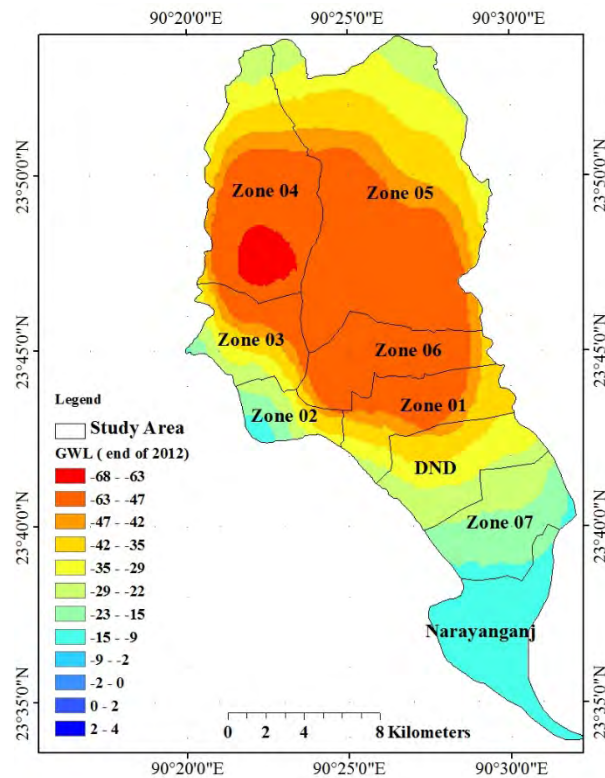 90°20'0"E 90°25'0"E 90°30'0"E
23°50'0"N 23°50'0"N
Zone 04 Zone 05
23°45'0"N 23°45'0"N
Zone 03 Zone 06
Legend
Zone 02 Zone 01
Study Area
GWL ( end of 2012)
DND
-68 - -63
-63 - -47
-47 - -42
-42 - -35
-35 - -29
-29 - -22
-23 - -15
-15 - -9
-9 - -2
-2 - 0
0 - 2
2 - 4
Zone 07
23°40'0"N 23°40'0"N
Narayanganj
23°35'0"N 23°35'0"N
0 2 4 8 Kilometers
90°20'0"E 90°25'0"E 90°30'0"E